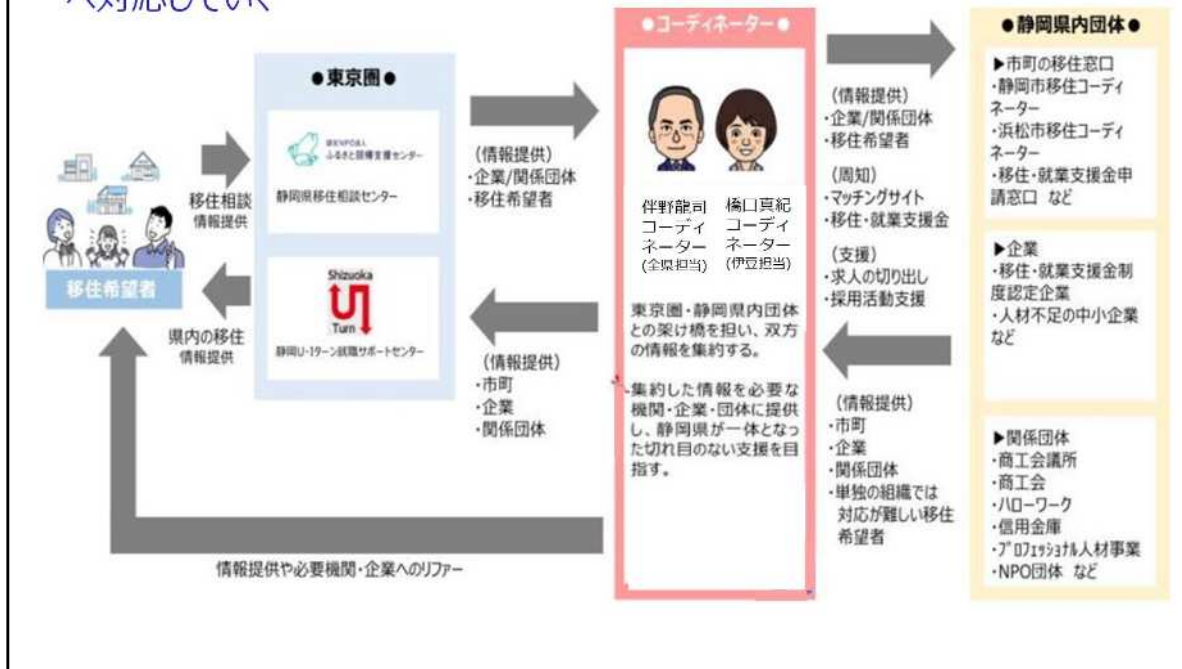 へ対応していく
●東京圏●
認定NPO法人
ふるさと回帰支援センター
静岡県移住相談センター
Shizuoka
Turn
静岡U-Iターン就職サポートセンター
移住相談
情報提供
移住希望者
県内の移住
情報提供
(情報提供)
・企業/関係団体
・移住希望者
(情報提供)
・市町
・企業
・関係団体
情報提供や必要機関・企業へのリファー
●コーディネーター●
伴野龍司
コーディ
ネーター
(全県担当)
橋口真紀
コーディ
ネーター
(伊豆担当)
東京圏・静岡県内団体
との架け橋を担い、双方
の情報を集約する。
集約した情報を必要な
機関・企業・団体に提供
し、静岡県が一体となっ
た切れ目のない支援を目
指す。
(情報提供)
・企業/関係団体
・移住希望者
(周知)
・マッチングサイト
・移住・就業支援金
(支援)
・求人の切り出し
・採用活動支援
(情報提供)
・市町
・企業
・関係団体
・単独の組織では
対応が難しい移住
希望者
●静岡県内団体●
▶市町の移住窓口
・静岡市移住コーディ
ネーター
・浜松市移住コーディ
ネーター
・移住・就業支援金申
請窓口 など
▶企業
・移住・就業支援金制
度認定企業
・人材不足の中小企業
など
▶関係団体
・商工会議所
・商工会
・ハローワーク
・信用金庫
・プロフェッショナル人材事業
・NPO団体 など